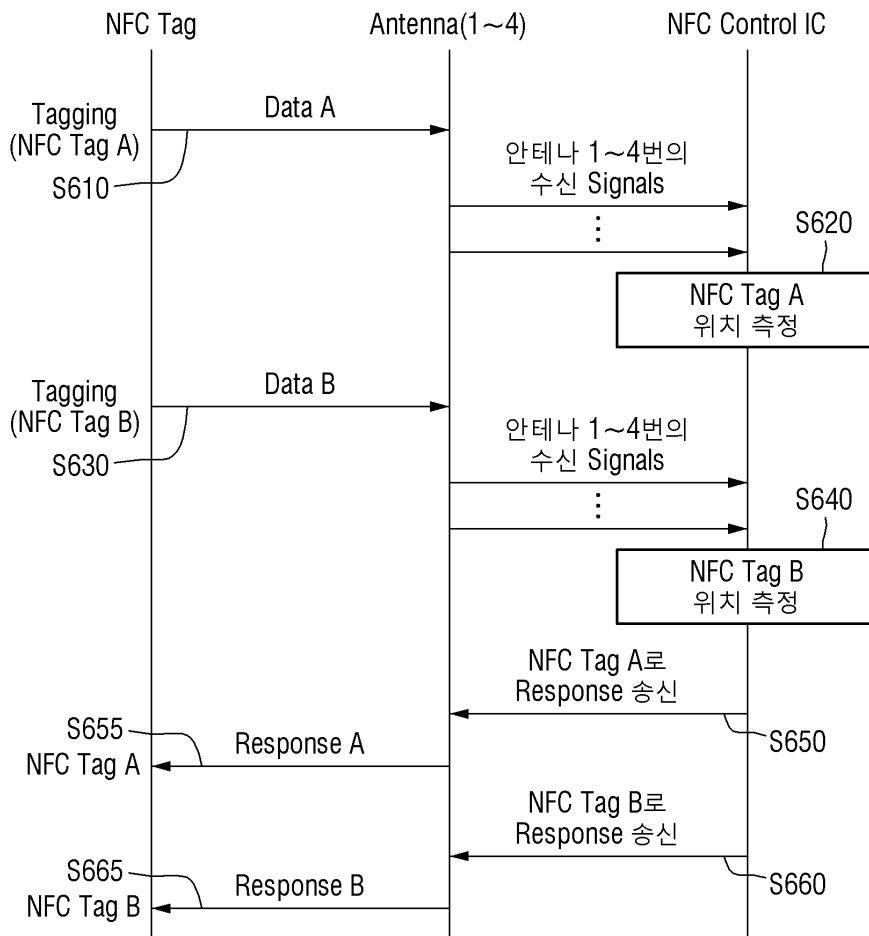 NFC Tag
Antenna(1~4)
NFC Control IC
Tagging
(NFC Tag A)
Data A
S610
안테나 1~4번의
수신 Signals
S620
NFC Tag A
위치 측정
Tagging
(NFC Tag B)
Data B
S630
안테나 1~4번의
수신 Signals
S640
NFC Tag B
위치 측정
NFC Tag A로
Response 송신
S650
S655
Response A
NFC Tag A
NFC Tag B로
Response 송신
S660
S665
Response B
NFC Tag B